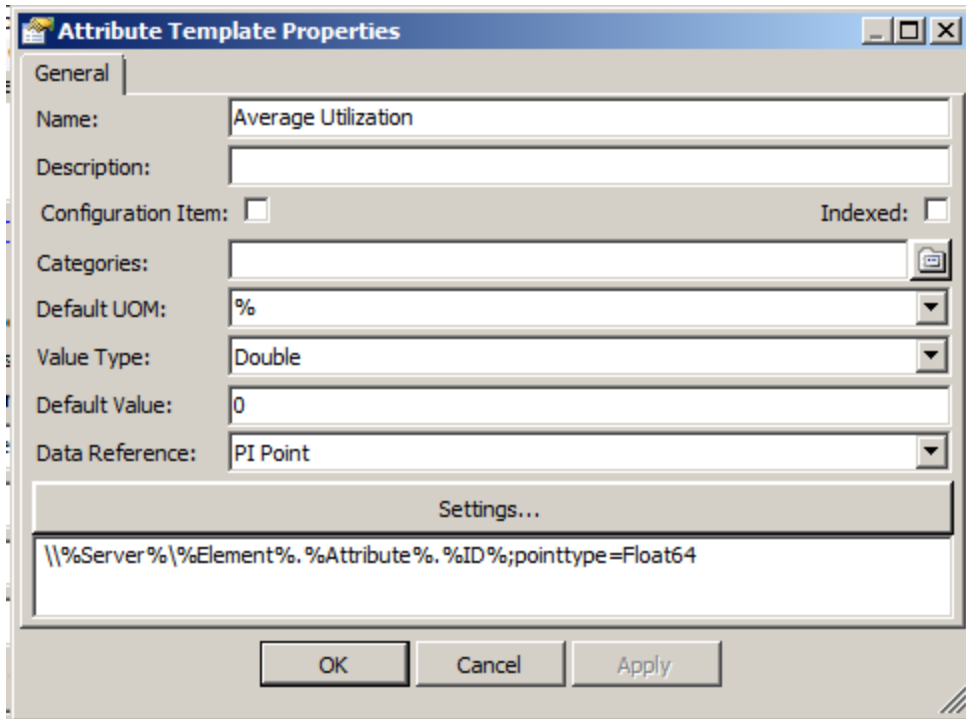 Attribute Template Properties
General
Name: Average Utilization
Description:
Configuration Item: Indexed:
Categories:
Default UOM: %
Value Type: Double
Default Value: 0
Data Reference: PI Point
Settings...
\\%Server%\%Element%.%Attribute%.%ID%;pointtype=Float64
OK Cancel Apply